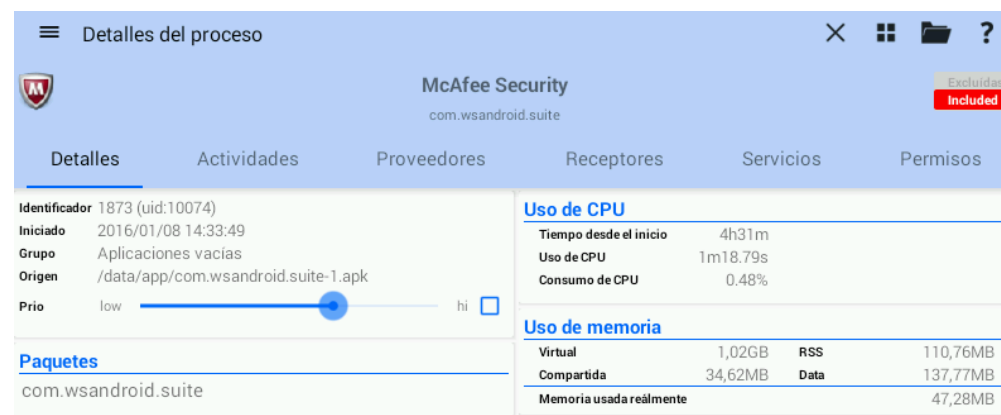 Detalles del proceso
?
McAfee Security
com.wsandroid.suite
Excluidas
Included
Detalles Actividades Proveedores Receptores Servicios Permisos
Identificador 1873 (uid:10074)
Iniciado 2016/01/08 14:33:49
Grupo Aplicaciones vacías
Origen /data/app/com.wsandroid.suite-1.apk
Prio low hi
Paquetes
com.wsandroid.suite
Uso de CPU
Tiempo desde el inicio 4h31m
Uso de CPU 1m18.79s
Consumo de CPU 0.48%
Uso de memoria
Virtual 1,02GB RSS 110,76MB
Compartida 34,62MB Data 137,77MB
Memoria usada reálmente 47,28MB